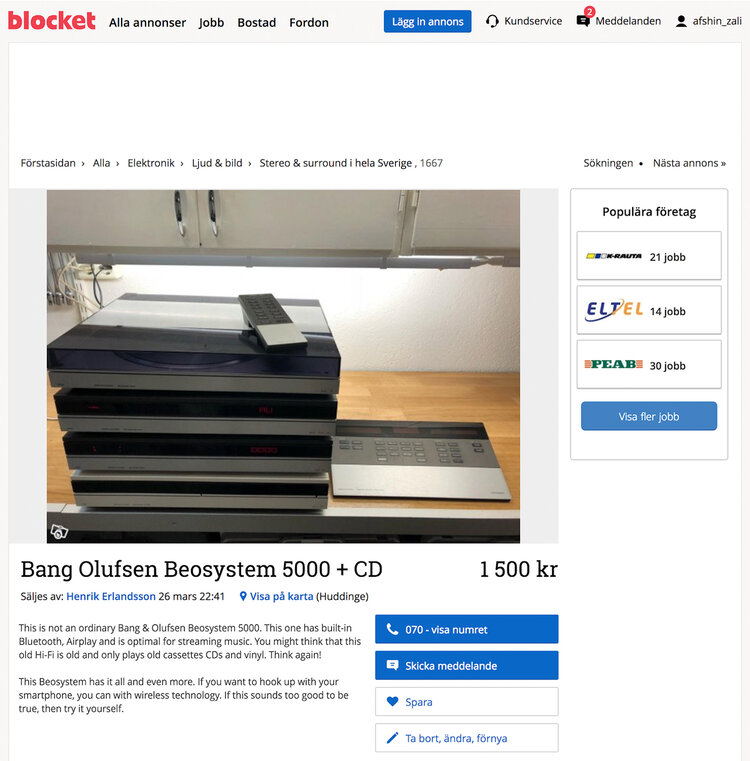 blocket
Alla annonser Jobb Bostad Fordon Lägg in annons Kundservice 2 Meddelanden afshin_zali
Förstasidan › Alla › Elektronik › Ljud & bild › Stereo & surround i hela Sverige , 1667
Sökningen • Nästa annons »
Populära företag
K-RAUTA 21 jobb
ELTEL 14 jobb
PEAB 30 jobb
Visa fler jobb
Bang Olufsen Beosystem 5000 + CD
1 500 kr
Säljes av: Henrik Erlandsson 26 mars 22:41 Visa på karta (Huddinge)
This is not an ordinary Bang & Olufsen Beosystem 5000. This one has built-in
Bluetooth, Airplay and is optimal for streaming music. You might think that this
old Hi-Fi is old and only plays old cassettes CDs and vinyl. Think again!
This Beosystem has it all and even more. If you want to hook up with your
smartphone, you can with wireless technology. If this sounds too good to be
true, then try it yourself.
070 - visa numret
Skicka meddelande
Spara
Ta bort, ändra, förnya